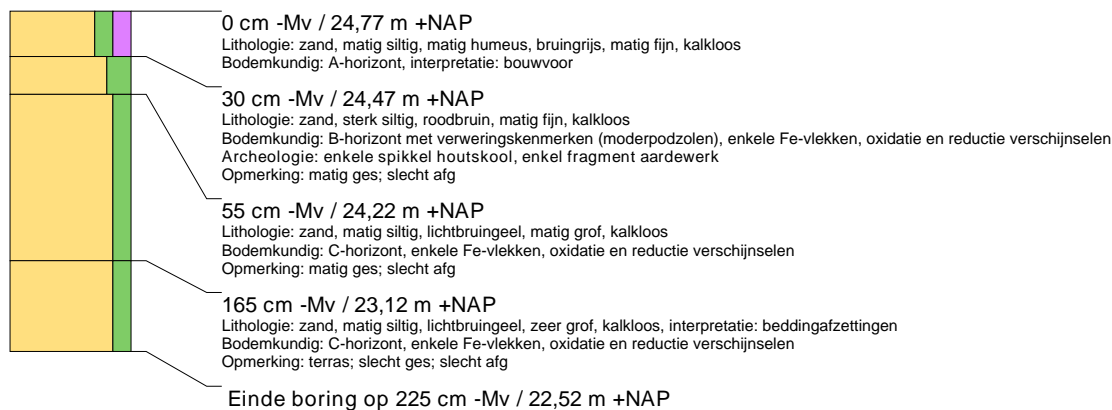 0 cm -Mv / 24,77 m +NAP
Lithologie: zand, matig siltig, matig humeus, bruingrijs, matig fijn, kalkloos
Bodemkundig: A-horizont, interpretatie: bouwvoor
30 cm -Mv / 24,47 m +NAP
Lithologie: zand, sterk siltig, roodbruin, matig fijn, kalkloos
Bodemkundig: B-horizont met verweringskenmerken (moderpodzolen), enkele Fe-vlekken, oxidatie en reductie verschijnselen
Archeologie: enkele spikkel houtskool, enkel fragment aardewerk
Opmerking: matig ges; slecht afg
55 cm -Mv / 24,22 m +NAP
Lithologie: zand, matig siltig, lichtbruingeel, matig grof, kalkloos
Bodemkundig: C-horizont, enkele Fe-vlekken, oxidatie en reductie verschijnselen
Opmerking: matig ges; slecht afg
165 cm -Mv / 23,12 m +NAP
Lithologie: zand, matig siltig, lichtbruingeel, zeer grof, kalkloos, interpretatie: beddingafzettingen
Bodemkundig: C-horizont, enkele Fe-vlekken, oxidatie en reductie verschijnselen
Opmerking: terras; slecht ges; slecht afg
Einde boring op 225 cm -Mv / 22,52 m +NAP